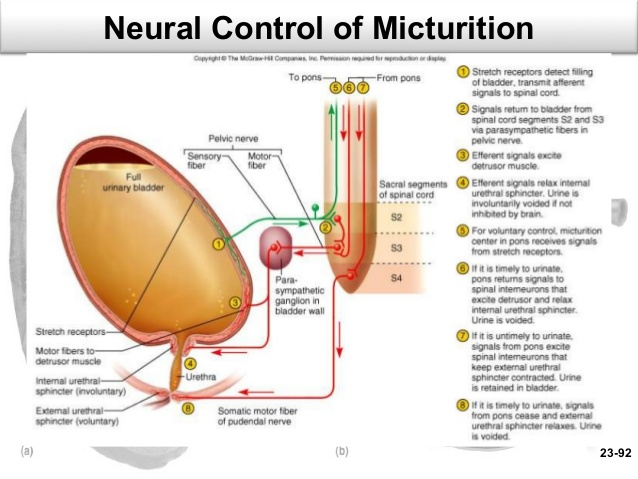 Neural Control of Micturition
Copyright © The McGraw-Hill Companies, Inc. Permission required for reproduction or display.
To pons
5
6
7
From pons
Pelvic nerve
Sensory
fiber
Motor
fiber
Full
urinary bladder
Sacral segments
of spinal cord
S2
S3
S4
1
2
3
4
8
Para-
sympathetic
ganglion in
bladder wall
Stretch receptors
Motor fibers to
detrusor muscle
Internal urethral
sphincter (involuntary)
External urethral
sphincter (voluntary)
Urethra
Somatic motor fiber
of pudendal nerve
1 Stretch receptors detect filling
of bladder, transmit afferent
signals to spinal cord.
2 Signals return to bladder from
spinal cord segments S2 and S3
via parasympathetic fibers in
pelvic nerve.
3 Efferent signals excite
detrusor muscle.
4 Efferent signals relax internal
urethral sphincter. Urine is
involuntarily voided if not
inhibited by brain.
5 For voluntary control, micturition
center in pons receives signals
from stretch receptors.
6 If it is timely to urinate,
pons returns signals to
spinal interneurons that
excite detrusor and relax
internal urethral sphincter.
Urine is voided.
7 If it is untimely to urinate,
signals from pons excite
spinal interneurons that
keep external urethral
sphincter contracted. Urine
is retained in bladder.
8 If it is timely to urinate, signals
from pons cease and external
urethral sphincter relaxes. Urine
is voided.
(a)
(b)
23-92